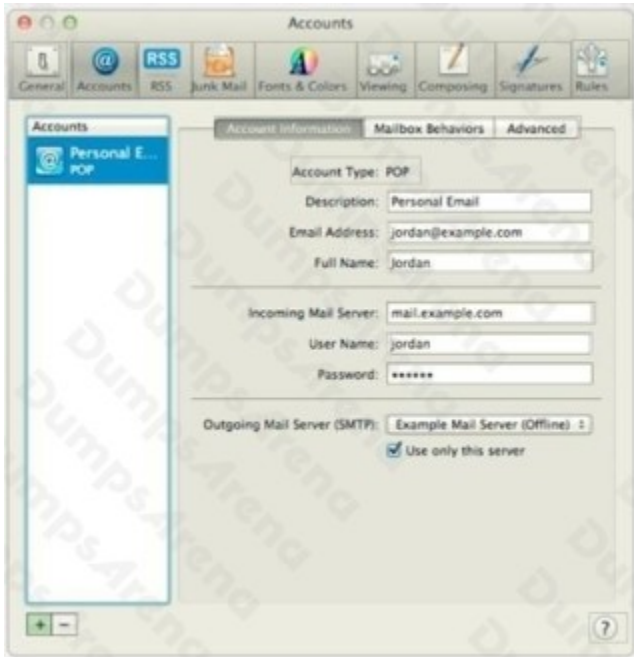 Accounts
RSS
General
Accounts
RSS
Junk Mail
Fonts & Colors
Viewing
Composing
Signatures
Rules
Accounts
Personal E...
POP
Account Information
Mailbox Behaviors
Advanced
Account Type: POP
Description: Personal Email
Email Address: jordan@example.com
Full Name: Jordan
Incoming Mail Server: mail.example.com
User Name: jordan
Password: ••••••
Outgoing Mail Server (SMTP): Example Mail Server (Offline)
Use only this server
+ -
?
DumpsArena